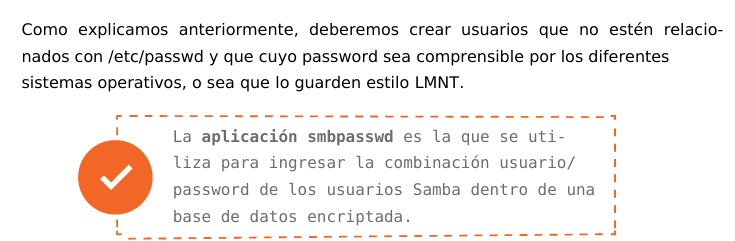 Como explicamos anteriormente, deberemos crear usuarios que no estén relacio-
nados con /etc/passwd y que cuyo password sea comprensible por los diferentes
sistemas operativos, o sea que lo guarden estilo LMNT.
La aplicación smbpasswd es la que se uti-
liza para ingresar la combinación usuario/
password de los usuarios Samba dentro de una
base de datos encriptada.